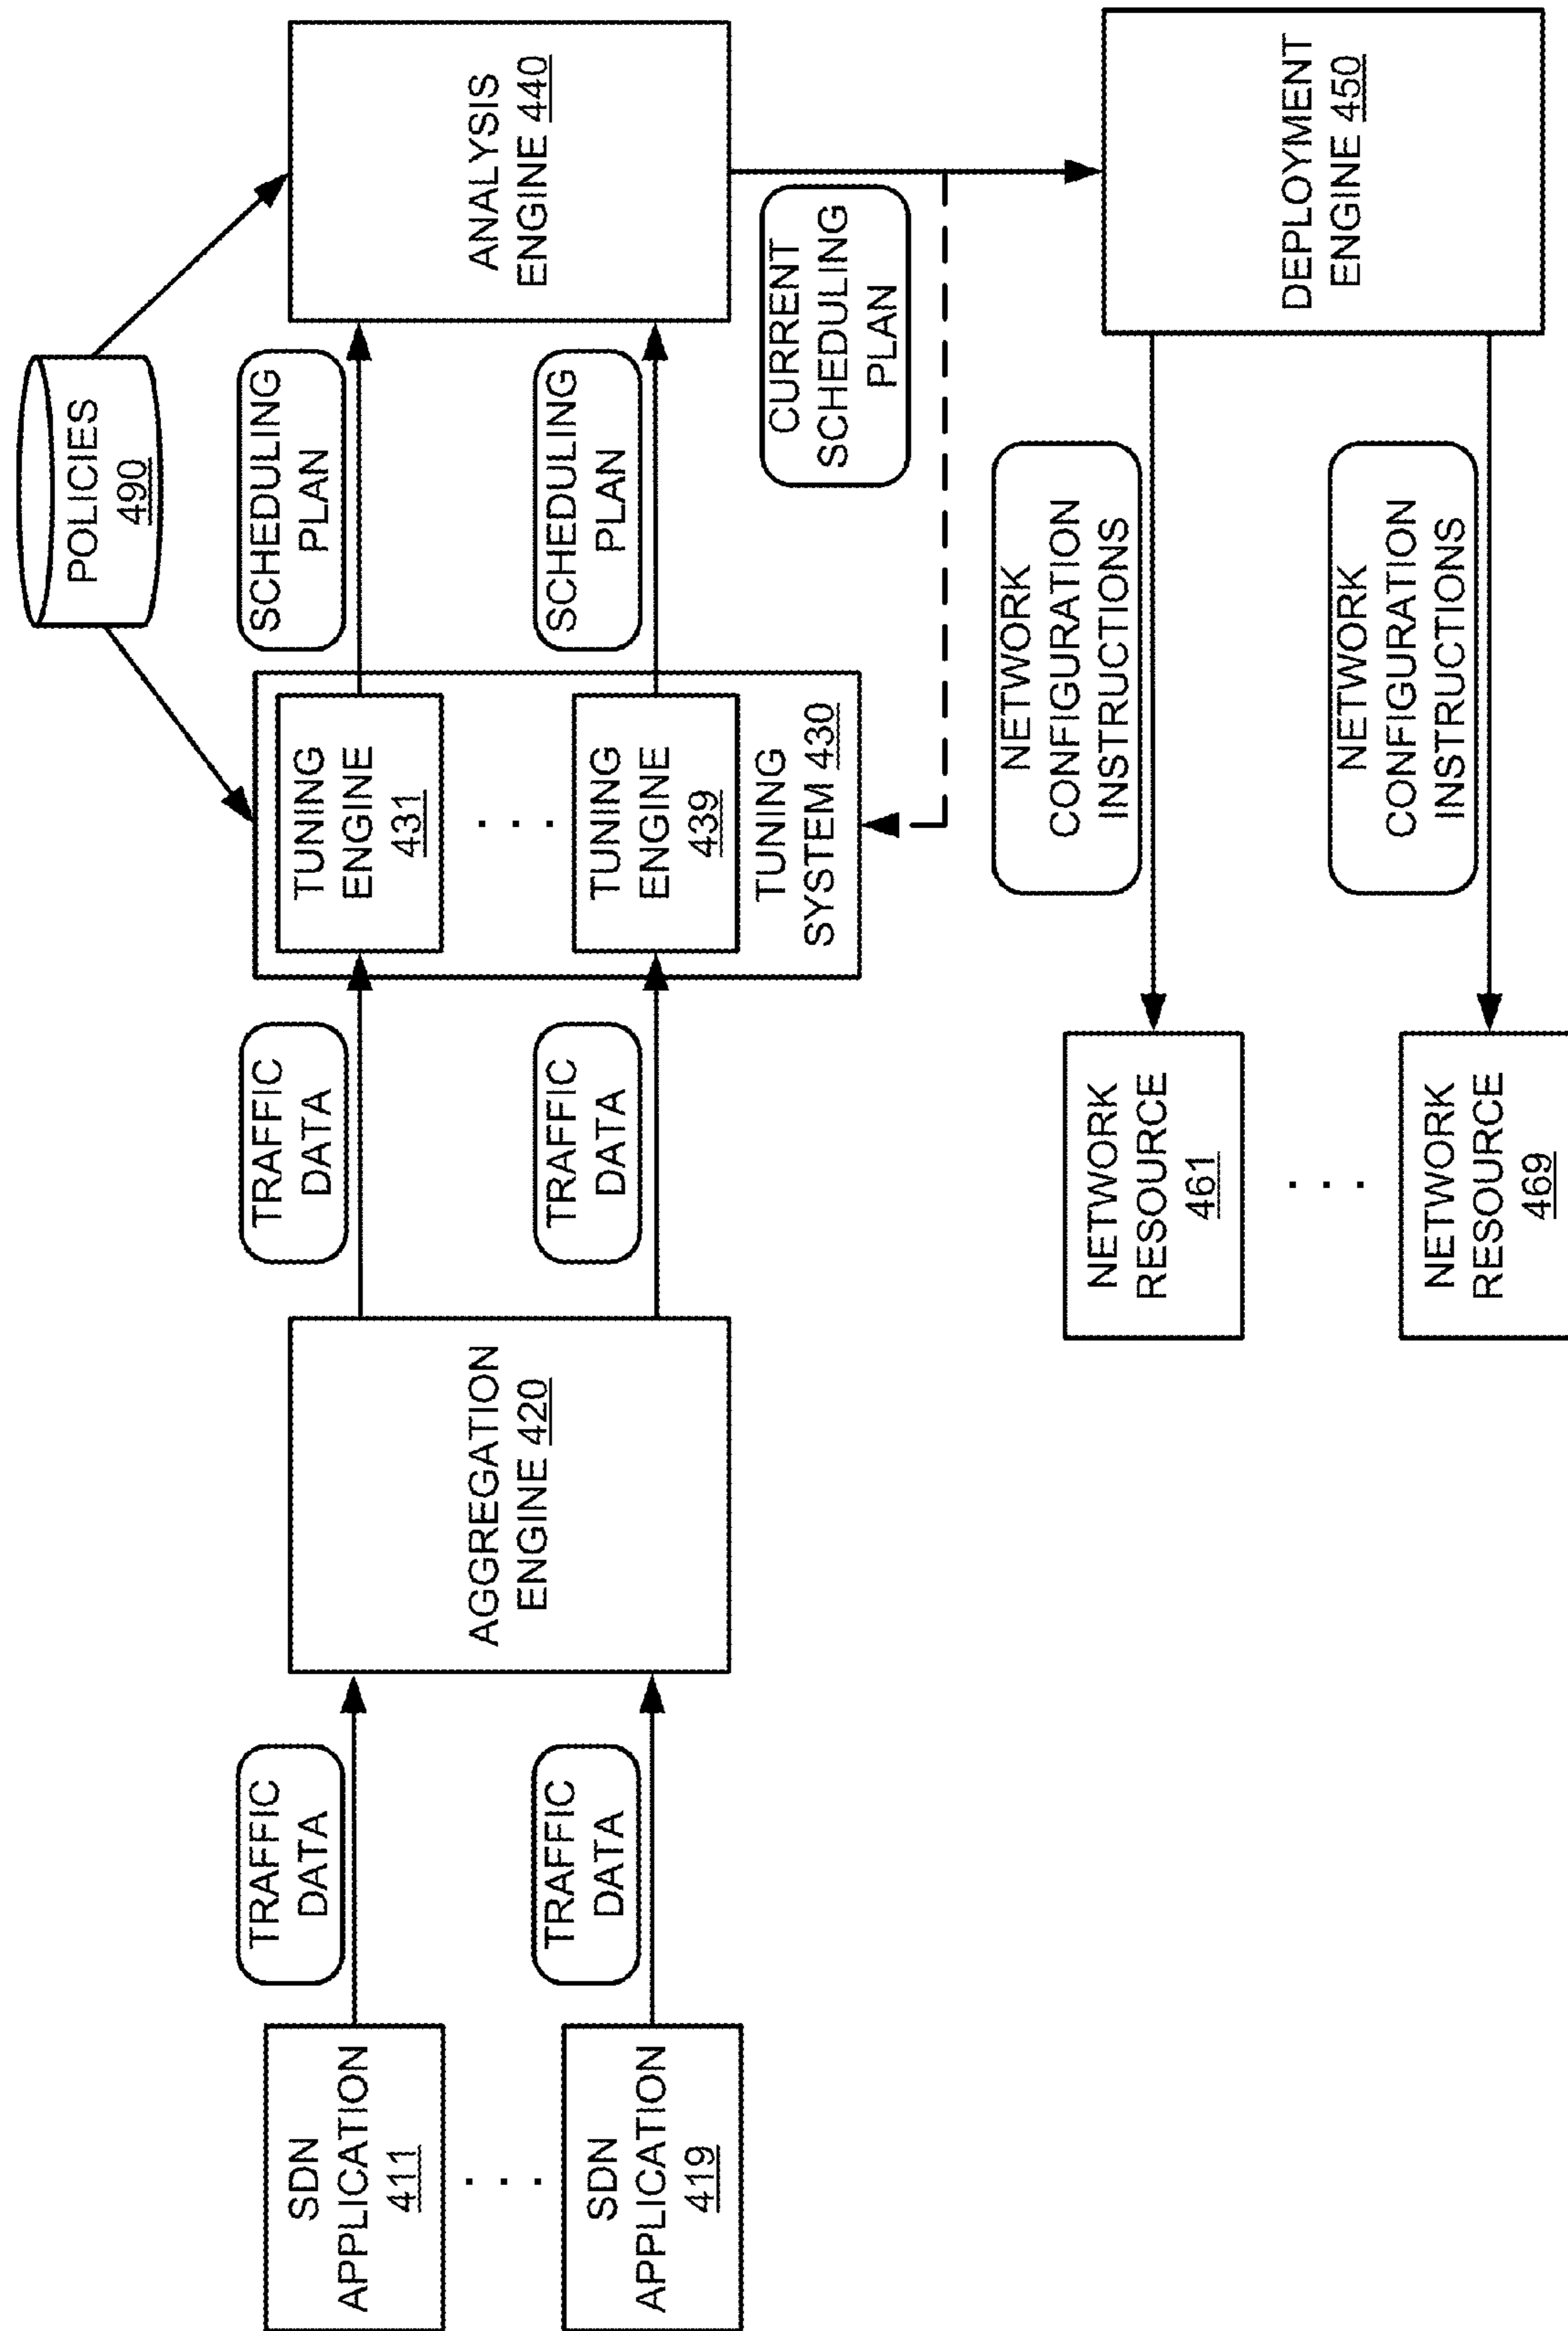 POLICIES
490
SDN
APPLICATION
411
. . .
SDN
APPLICATION
419
TRAFFIC
DATA
TRAFFIC
DATA
AGGREGATION
ENGINE 420
TRAFFIC
DATA
TRAFFIC
DATA
TUNING
ENGINE
431
. . .
TUNING
ENGINE
439
TUNING
SYSTEM 430
SCHEDULING
PLAN
SCHEDULING
PLAN
ANALYSIS
ENGINE 440
CURRENT
SCHEDULING
PLAN
NETWORK
RESOURCE
461
. . .
NETWORK
RESOURCE
469
NETWORK
CONFIGURATION
INSTRUCTIONS
NETWORK
CONFIGURATION
INSTRUCTIONS
DEPLOYMENT
ENGINE 450